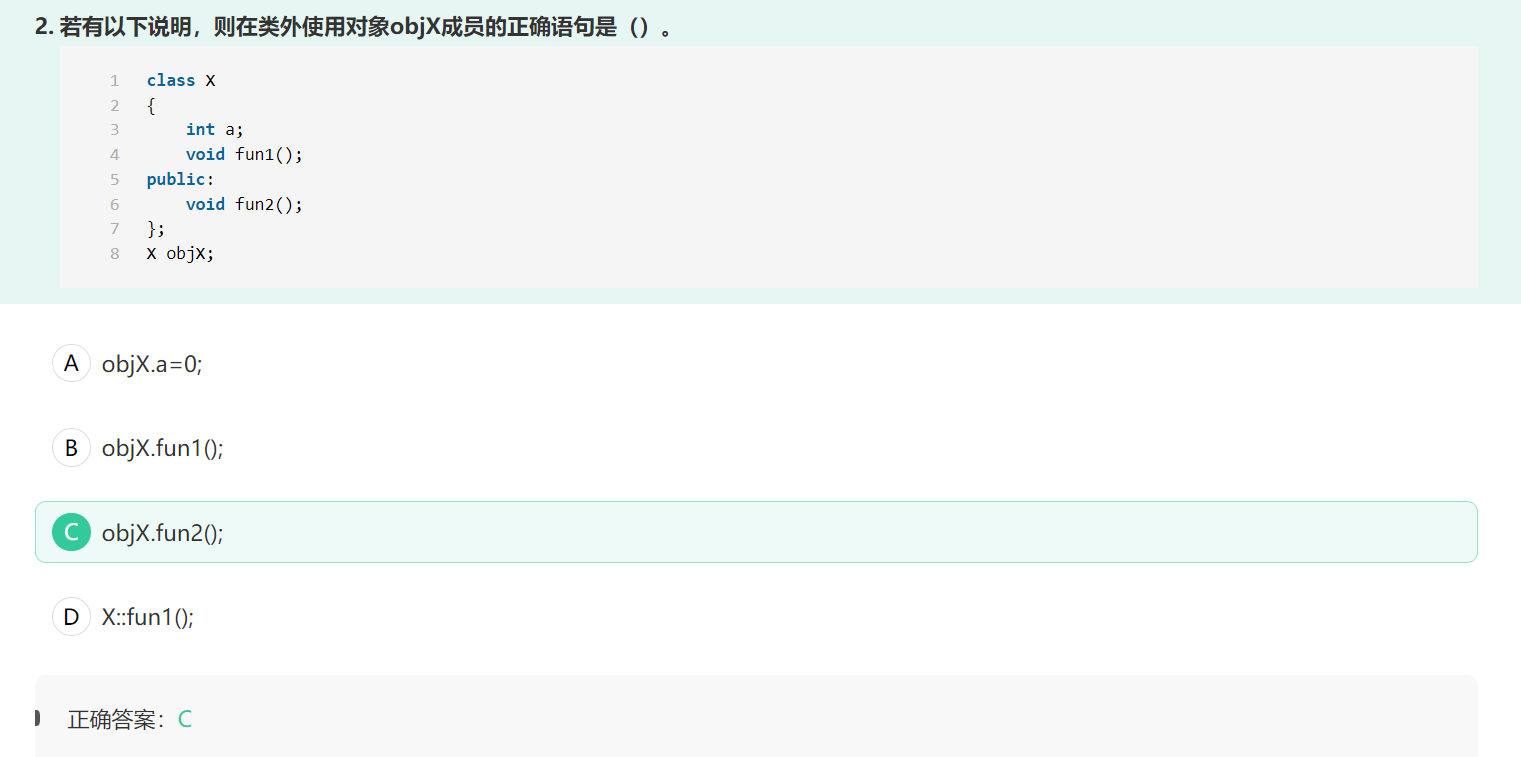 2. 若有以下说明，则在类外使用对象objX成员的正确语句是（）。
1 class X
2 {
3     int a;
4     void fun1();
5 public:
6     void fun2();
7 };
8 X objX;
A objX.a=0;
B objX.fun1();
C objX.fun2();
D X::fun1();
正确答案：C